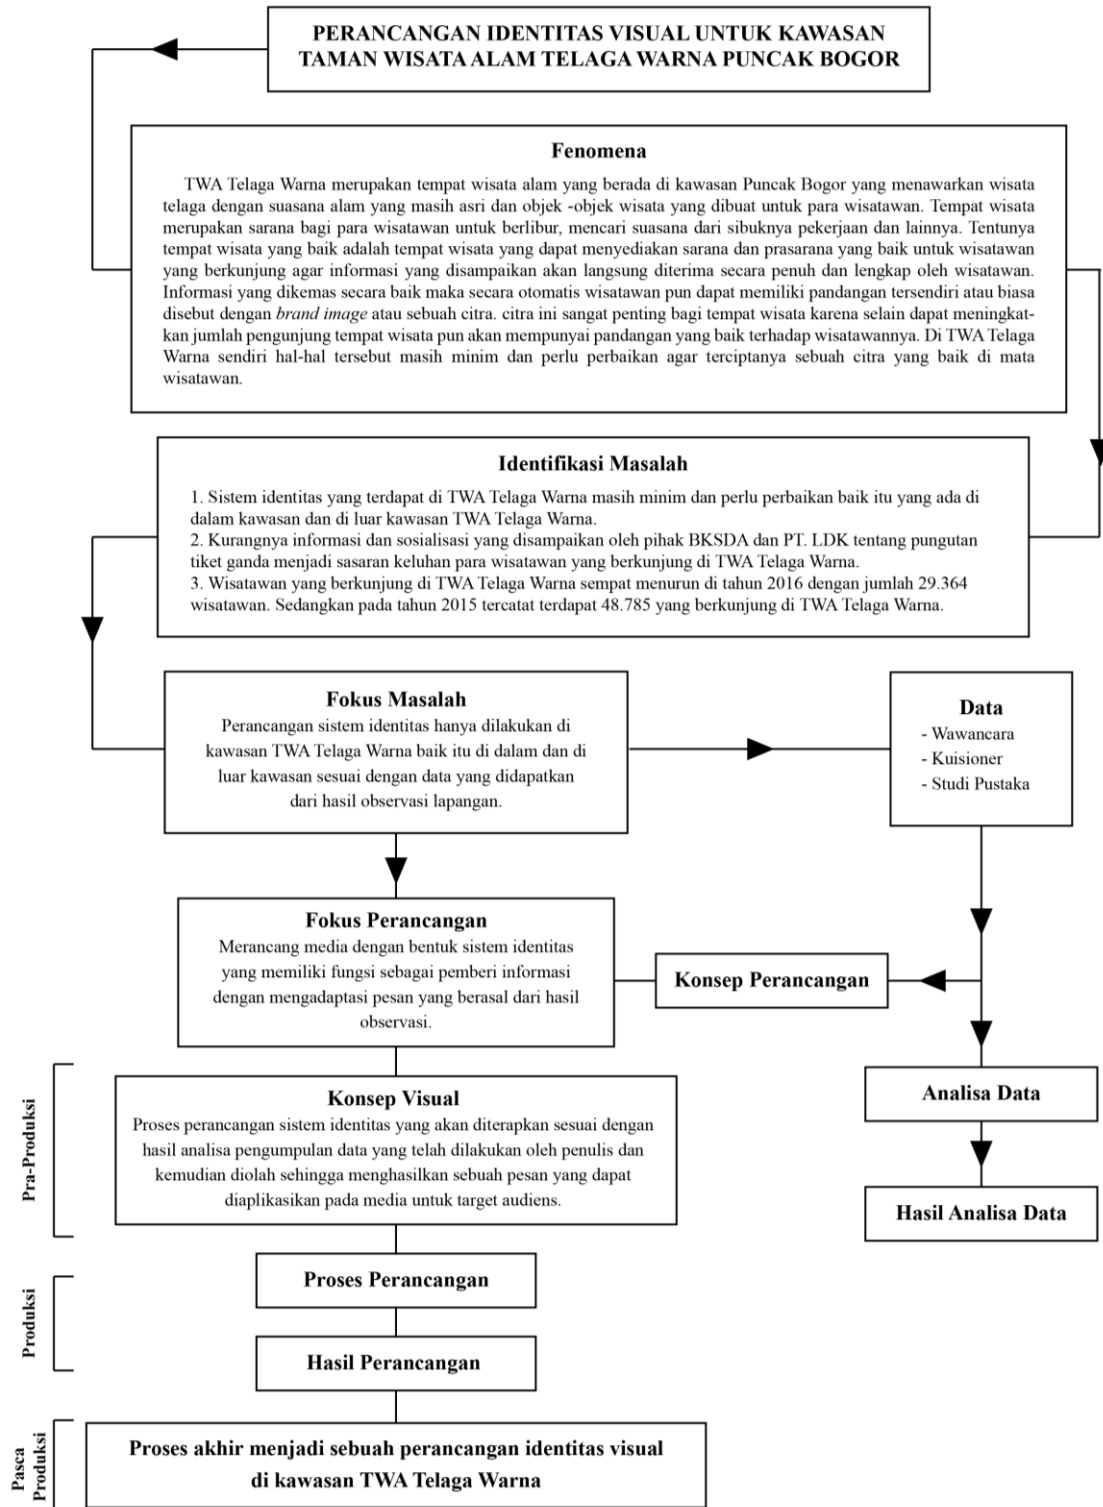 PERANCANGAN IDENTITAS VISUAL UNTUK KAWASAN
TAMAN WISATA ALAM TELAGA WARNA PUNCAK BOGOR
Fenomena
TWA Telaga Warna merupakan tempat wisata alam yang berada di kawasan Puncak Bogor yang menawarkan wisata
telaga dengan suasana alam yang masih asri dan objek -objek wisata yang dibuat untuk para wisatawan. Tempat wisata
merupakan sarana bagi para wisatawan untuk berlibur, mencari suasana dari sibuknya pekerjaan dan lainnya. Tentunya
tempat wisata yang baik adalah tempat wisata yang dapat menyediakan sarana dan prasarana yang baik untuk wisatawan
yang berkunjung agar informasi yang disampaikan akan langsung diterima secara penuh dan lengkap oleh wisatawan.
Informasi yang dikemas secara baik maka secara otomatis wisatawan pun dapat memiliki pandangan tersendiri atau biasa
disebut dengan brand image atau sebuah citra. citra ini sangat penting bagi tempat wisata karena selain dapat meningkat-
kan jumlah pengunjung tempat wisata pun akan mempunyai pandangan yang baik terhadap wisatawannya. Di TWA Telaga
Warna sendiri hal-hal tersebut masih minim dan perlu perbaikan agar terciptanya sebuah citra yang baik di mata
wisatawan.
Identifikasi Masalah
1. Sistem identitas yang terdapat di TWA Telaga Warna masih minim dan perlu perbaikan baik itu yang ada di
dalam kawasan dan di luar kawasan TWA Telaga Warna.
2. Kurangnya informasi dan sosialisasi yang disampaikan oleh pihak BKSDA dan PT. LDK tentang pungutan
tiket ganda menjadi sasaran keluhan para wisatawan yang berkunjung di TWA Telaga Warna.
3. Wisatawan yang berkunjung di TWA Telaga Warna sempat menurun di tahun 2016 dengan jumlah 29.364
wisatawan. Sedangkan pada tahun 2015 tercatat terdapat 48.785 yang berkunjung di TWA Telaga Warna.
Fokus Masalah
Perancangan sistem identitas hanya dilakukan di
kawasan TWA Telaga Warna baik itu di dalam dan di
luar kawasan sesuai dengan data yang didapatkan
dari hasil observasi lapangan.
Data
- Wawancara
- Kuisioner
- Studi Pustaka
Fokus Perancangan
Merancang media dengan bentuk sistem identitas
yang memiliki fungsi sebagai pemberi informasi
dengan mengadaptasi pesan yang berasal dari hasil
observasi.
Konsep Perancangan
Pra-Produksi
Konsep Visual
Proses perancangan sistem identitas yang akan diterapkan sesuai dengan
hasil analisa pengumpulan data yang telah dilakukan oleh penulis dan
kemudian diolah sehingga menghasilkan sebuah pesan yang dapat
diaplikasikan pada media untuk target audiens.
Analisa Data
Hasil Analisa Data
Produksi
Proses Perancangan
Hasil Perancangan
Pasca
Produksi
Proses akhir menjadi sebuah perancangan identitas visual
di kawasan TWA Telaga Warna